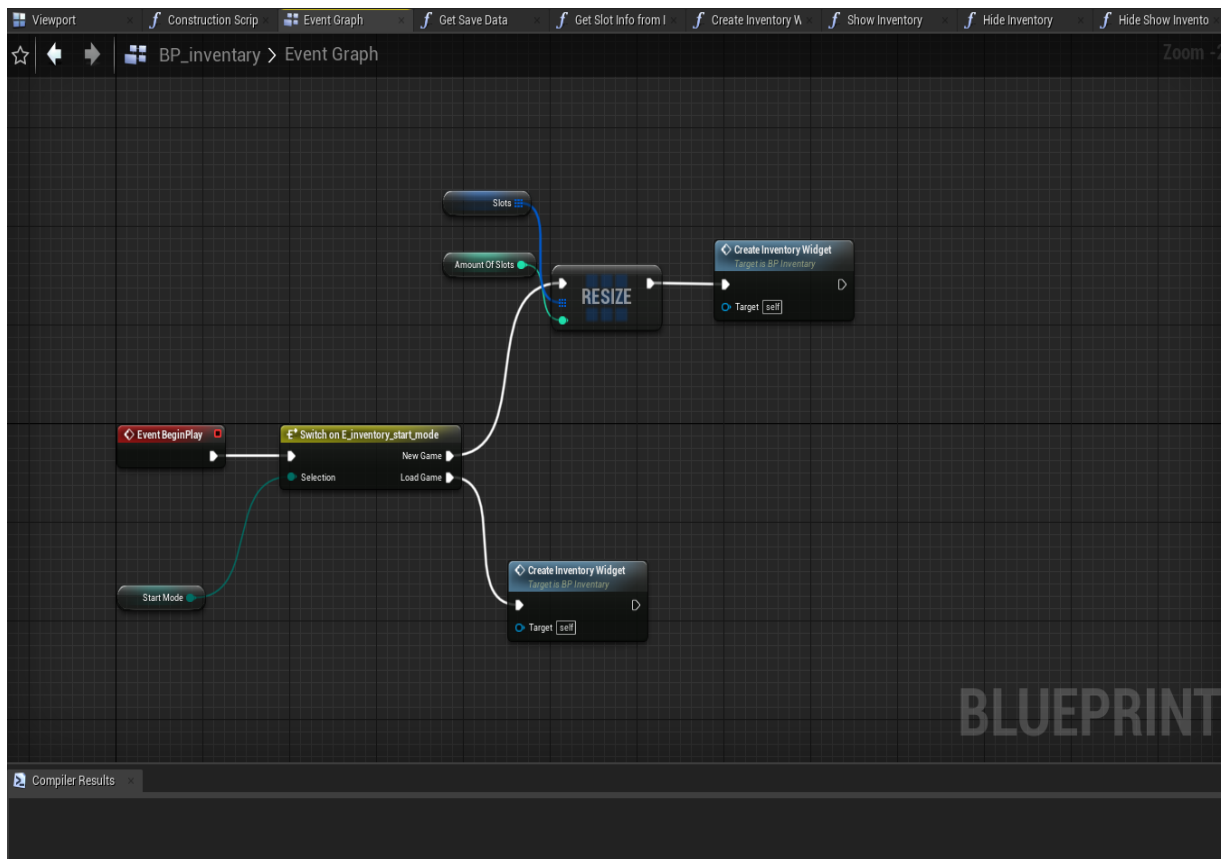 Viewport
Construction Scrip
Event Graph
Get Save Data
Get Slot Info from I
Create Inventory W
Show Inventory
Hide Inventory
Hide Show Invento
BP_inventary > Event Graph
Zoom -
Slots
Amount Of Slots
RESIZE
Create Inventory Widget
Target is BP Inventary
Target self
Event BeginPlay
Switch on E_inventory_start_mode
New Game
Selection
Load Game
Start Mode
Create Inventory Widget
Target is BP Inventary
Target self
BLUEPRINT
Compiler Results